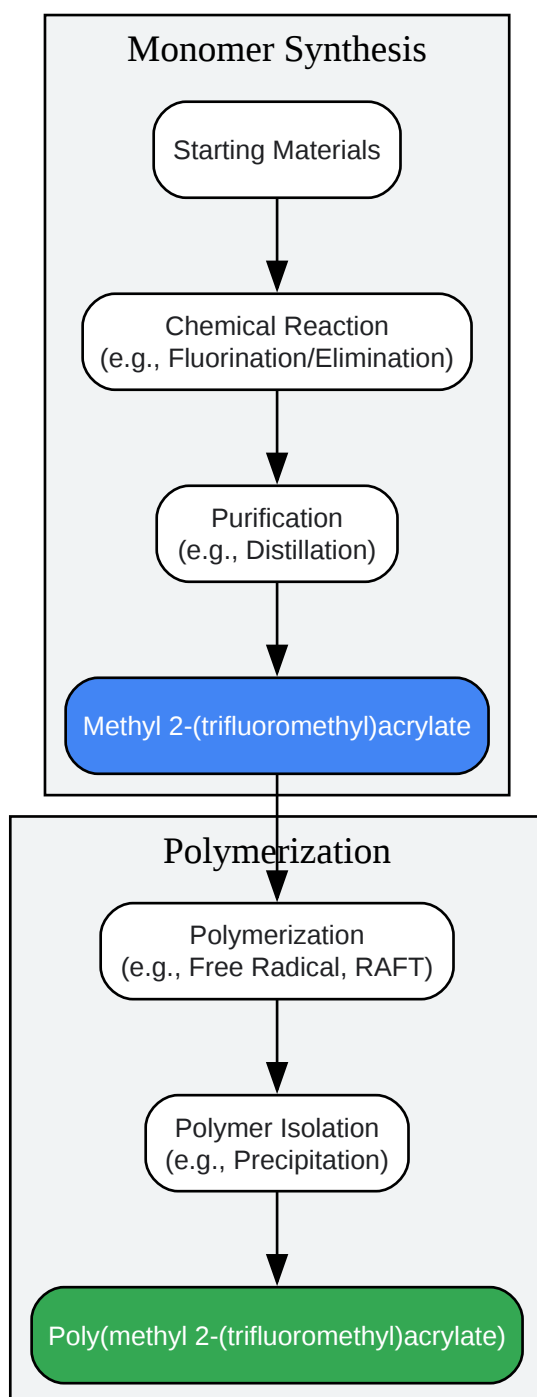 Monomer Synthesis
Starting Materials
Chemical Reaction
(e.g., Fluorination/Elimination)
Purification
(e.g., Distillation)
Methyl 2-(trifluoromethyl)acrylate
Polymerization
Polymerization
(e.g., Free Radical, RAFT)
Polymer Isolation
(e.g., Precipitation)
Poly(methyl 2-(trifluoromethyl)acrylate)